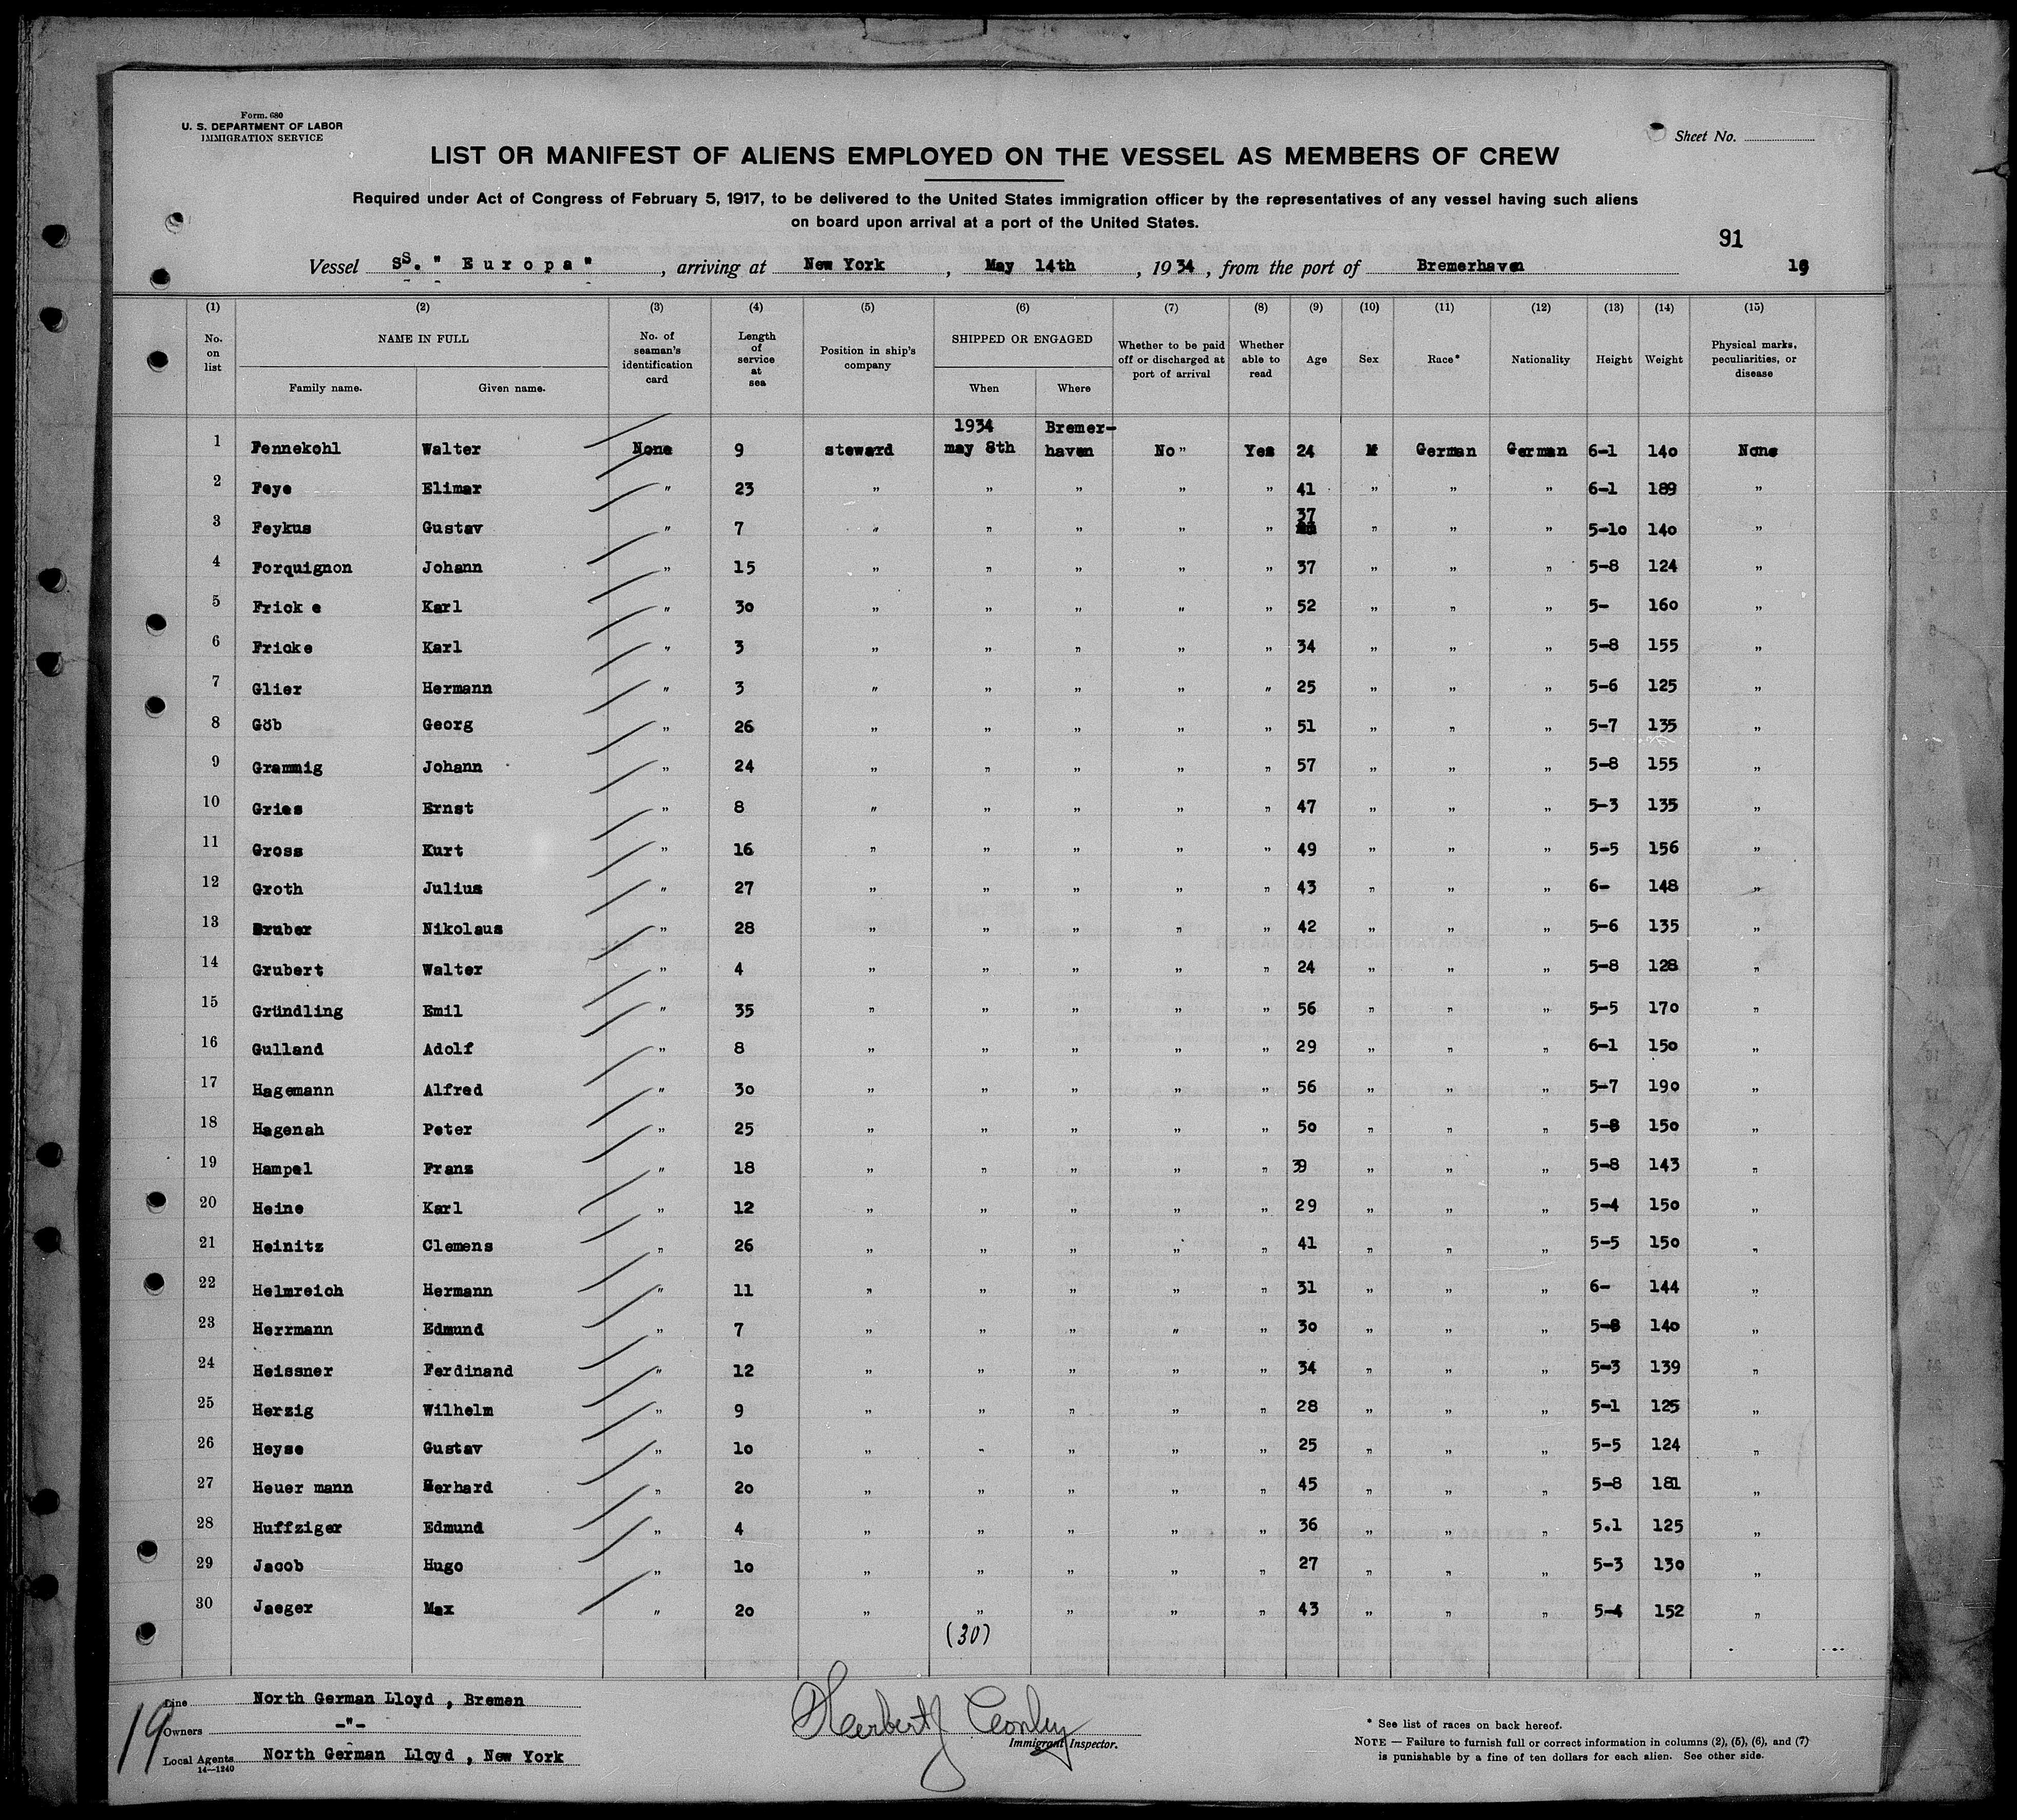 Form. 680
U. S. DEPARTMENT OF LABOR
IMMIGRATION SERVICE
Sheet No.
LIST OR MANIFEST OF ALIENS EMPLOYED ON THE VESSEL AS MEMBERS OF CREW
Required under Act of Congress of February 5, 1917, to be delivered to the United States immigration officer by the representatives of any vessel having such aliens
on board upon arrival at a port of the United States.
91
Vessel SS. " Europa" , arriving at New York , May 14th , 1934 , from the port of Bremerhaven 19
(1) (2) (3) (4) (5) (6) (7) (8) (9) (10) (11) (12) (13) (14) (15)
No. on list NAME IN FULL Family name. Given name. No. of seaman's identification card Length of service at sea Position in ship's company SHIPPED OR ENGAGED When Where Whether to be paid off or discharged at port of arrival Whether able to read Age Sex Race* Nationality Height Weight Physical marks, peculiarities, or disease
1934 Bremer-
1 Fennekohl Walter None 9 steward may 8th haven No " Yes 24 M German German 6-1 140 None
2 Feye Elimar " 23 " " " " " 41 " " " 6-1 189 "
3 Feykus Gustav " 7 " " " " " 37 " " " 5-10 140 "
4 Forquignon Johann " 15 " " " " " 37 " " " 5-8 124 "
5 Frick e Karl " 30 " " " " " 52 " " " 5- 160 "
6 Fricke Karl " 3 " " " " " 34 " " " 5-8 155 "
7 Glier Hermann " 3 " " " " " 25 " " " 5-6 125 "
8 Göb Georg " 26 " " " " " 51 " " " 5-7 135 "
9 Grammig Johann " 24 " " " " " 57 " " " 5-8 155 "
10 Gries Ernst " 8 " " " " " 47 " " " 5-3 135 "
11 Gross Kurt " 16 " " " " " 49 " " " 5-5 156 "
12 Groth Julius " 27 " " " " " 43 " " " 6- 148 "
13 Gruber Nikolaus " 28 " " " " " 42 " " " 5-6 135 "
14 Grubert Walter " 4 " " " " " 24 " " " 5-8 128 "
15 Gründling Emil " 35 " " " " " 56 " " " 5-5 170 "
16 Gulland Adolf " 8 " " " " " 29 " " " 6-1 150 "
17 Hagemann Alfred " 30 " " " " " 56 " " " 5-7 190 "
18 Hagenah Peter " 25 " " " " " 50 " " " 5-8 150 "
19 Hampel Frans " 18 " " " " " 39 " " " 5-8 143 "
20 Heine Karl " 12 " " " " " 29 " " " 5-4 150 "
21 Heinitz Clemens " 26 " " " " " 41 " " " 5-5 150 "
22 Helmreich Hermann " 11 " " " " " 31 " " " 6- 144 "
23 Herrmann Edmund " 7 " " " " " 30 " " " 5-8 140 "
24 Heissner Ferdinand " 12 " " " " " 34 " " " 5-3 139 "
25 Herzig Wilhelm " 9 " " " " " 28 " " " 5-1 125 "
26 Heyse Gustav " 10 " " " " " 25 " " " 5-5 124 "
27 Heuer mann Gerhard " 20 " " " " " 45 " " " 5-8 181 "
28 Huffziger Edmund " 4 " " " " " 36 " " " 5.1 125 "
29 Jacob Hugo " 10 " " " " " 27 " " " 5-3 130 "
30 Jaeger Max " 20 " " " " " 43 " " " 5-4 152 "
(30)
19
Line North German Lloyd , Bremen
Owners -"-
Local Agents North German Lloyd , New York
14—1240
Herbert J Conley
Immigrant Inspector.
* See list of races on back hereof.
NOTE — Failure to furnish full or correct information in columns (2), (5), (6), and (7)
is punishable by a fine of ten dollars for each alien. See other side.